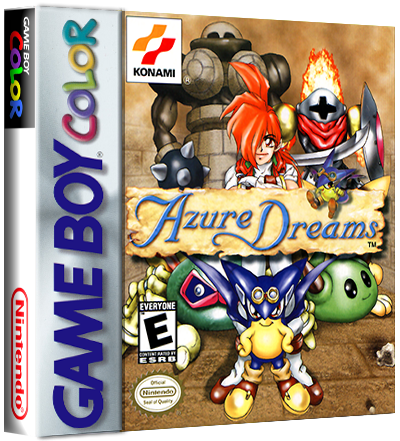 GAME BOY
COLOR
Nintendo
GAME BOY COLOR
KONAMI
®
Azure Dreams
TM
EVERYONE
E
CONTENT RATED BY
ESRB
Official
Nintendo
Seal of Quality